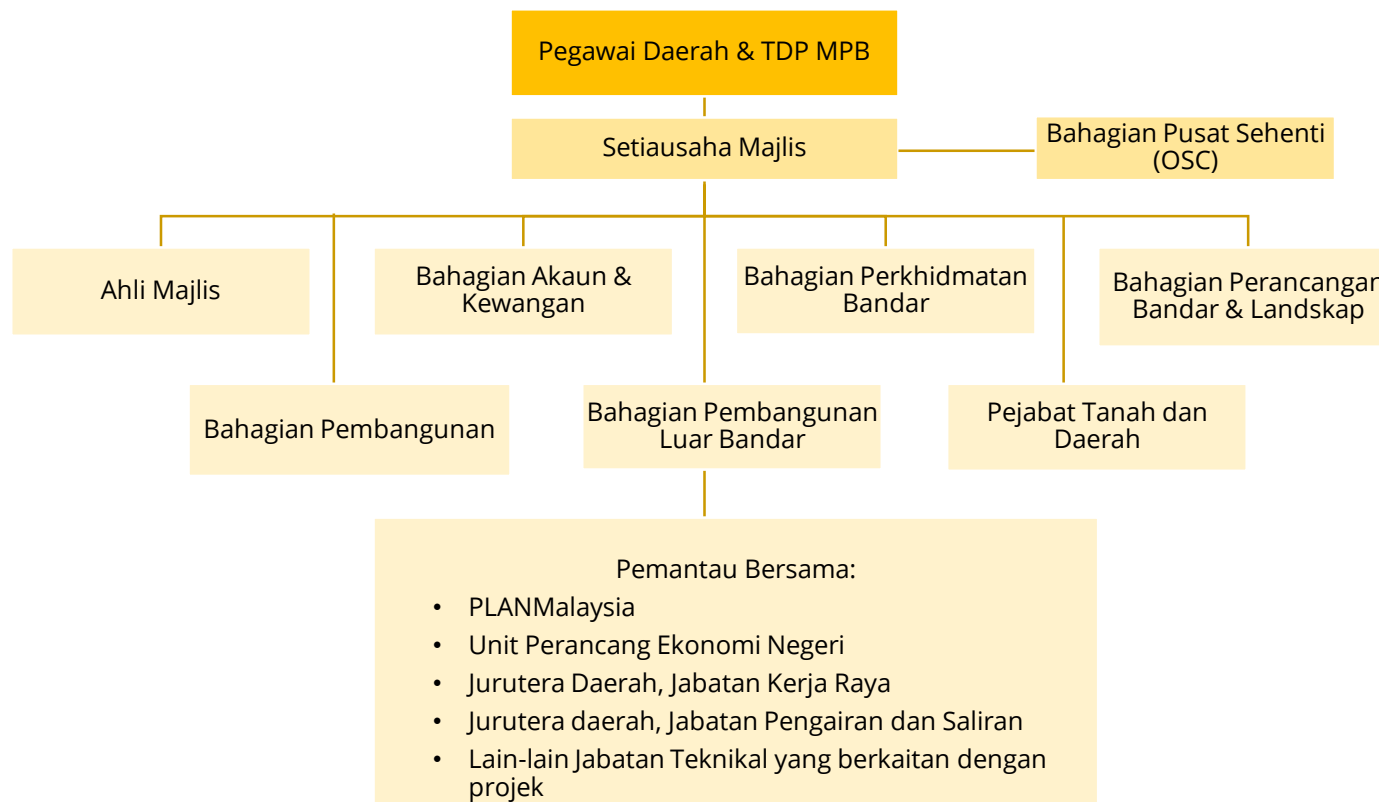 Pegawai Daerah & TDP MPB
Setiausaha Majlis
Bahagian Pusat Sehenti
(OSC)
Ahli Majlis
Bahagian Akaun &
Kewangan
Bahagian Perkhidmatan
Bandar
Bahagian Perancangan
Bandar & Landskap
Bahagian Pembangunan
Bahagian Pembangunan
Luar Bandar
Pejabat Tanah dan
Daerah
Pemantau Bersama:
• PLANMalaysia
• Unit Perancang Ekonomi Negeri
• Jurutera Daerah, Jabatan Kerja Raya
• Jurutera daerah, Jabatan Pengairan dan Saliran
• Lain-lain Jabatan Teknikal yang berkaitan dengan
projek